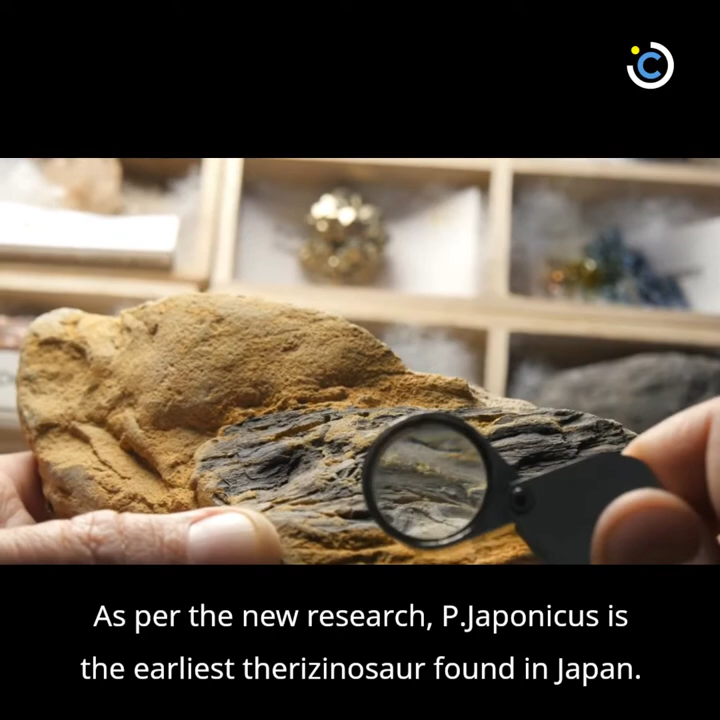 As per the new research, P.Japonicus is
the earliest therizinosaur found in Japan.